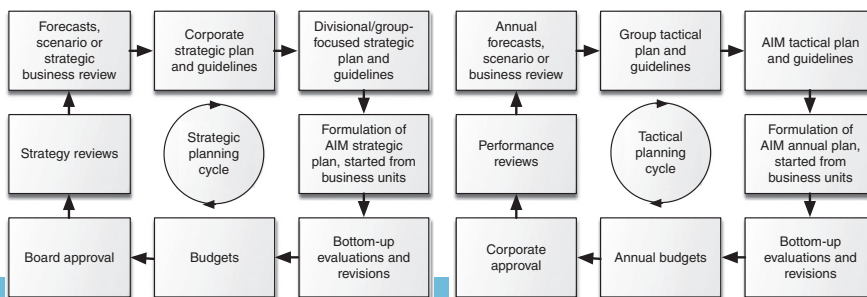 Forecasts,
scenario or
strategic
business review
Corporate
strategic plan
and guidelines
Divisional/group-
focused strategic
plan and
guidelines
Strategy reviews
Strategic
planning
cycle
Formulation of
AIM strategic
plan, started from
business units
Board approval
Budgets
Bottom-up
evaluations and
revisions
Annual
forecasts,
scenario or
business review
Group tactical
plan and
guidelines
AIM tactical
plan and
guidelines
Performance
reviews
Tactical
planning
cycle
Formulation of
AIM annual plan,
started from
business units
Corporate
approval
Annual budgets
Bottom-up
evaluations and
revisions